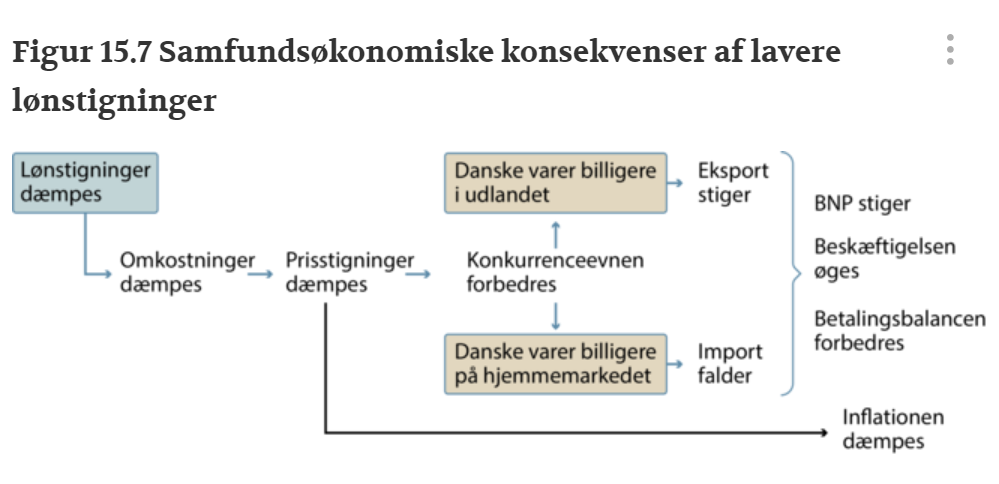 Figur 15.7 Samfundsøkonomiske konsekvenser af lavere
lønstigninger
Lønstigninger
dæmpes
Omkostninger
dæmpes
Prisstigninger
dæmpes
Konkurrenceevnen
forbedres
Danske varer billigere
i udlandet
Eksport
stiger
Danske varer billigere
på hjemmemarkedet
Import
falder
BNP stiger
Beskæftigelsen
øges
Betalingsbalancen
forbedres
Inflationen
dæmpes